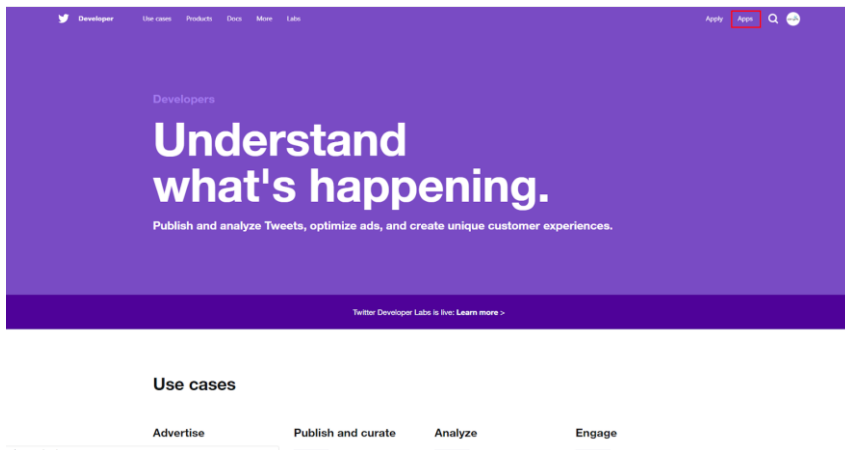 Developer Use cases Products Docs More Labs Apply Apps
Developers
Understand
what's happening.
Publish and analyze Tweets, optimize ads, and create unique customer experiences.
Twitter Developer Labs is live: Learn more >
Use cases
Advertise Publish and curate Analyze Engage